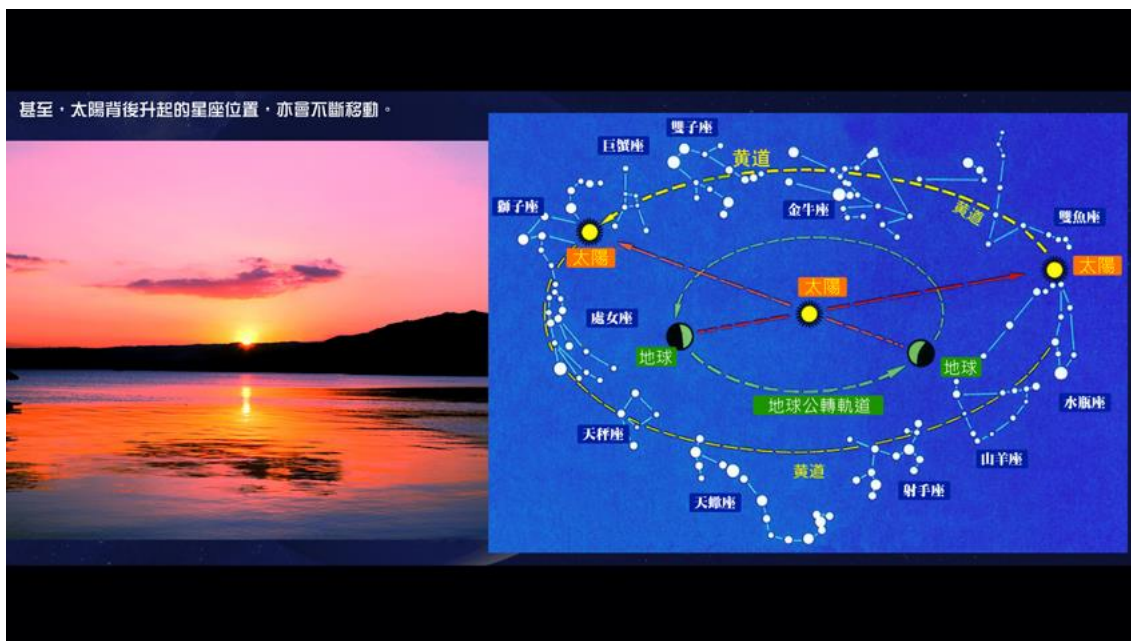 甚至，太陽背後升起的星座位置，亦會不斷移動。
雙子座
巨蟹座
黄道
獅子座
金牛座
黄道
雙魚座
太陽
太陽
太陽
處女座
地球
地球
地球公轉軌道
水瓶座
天秤座
山羊座
黄道
射手座
天蠍座